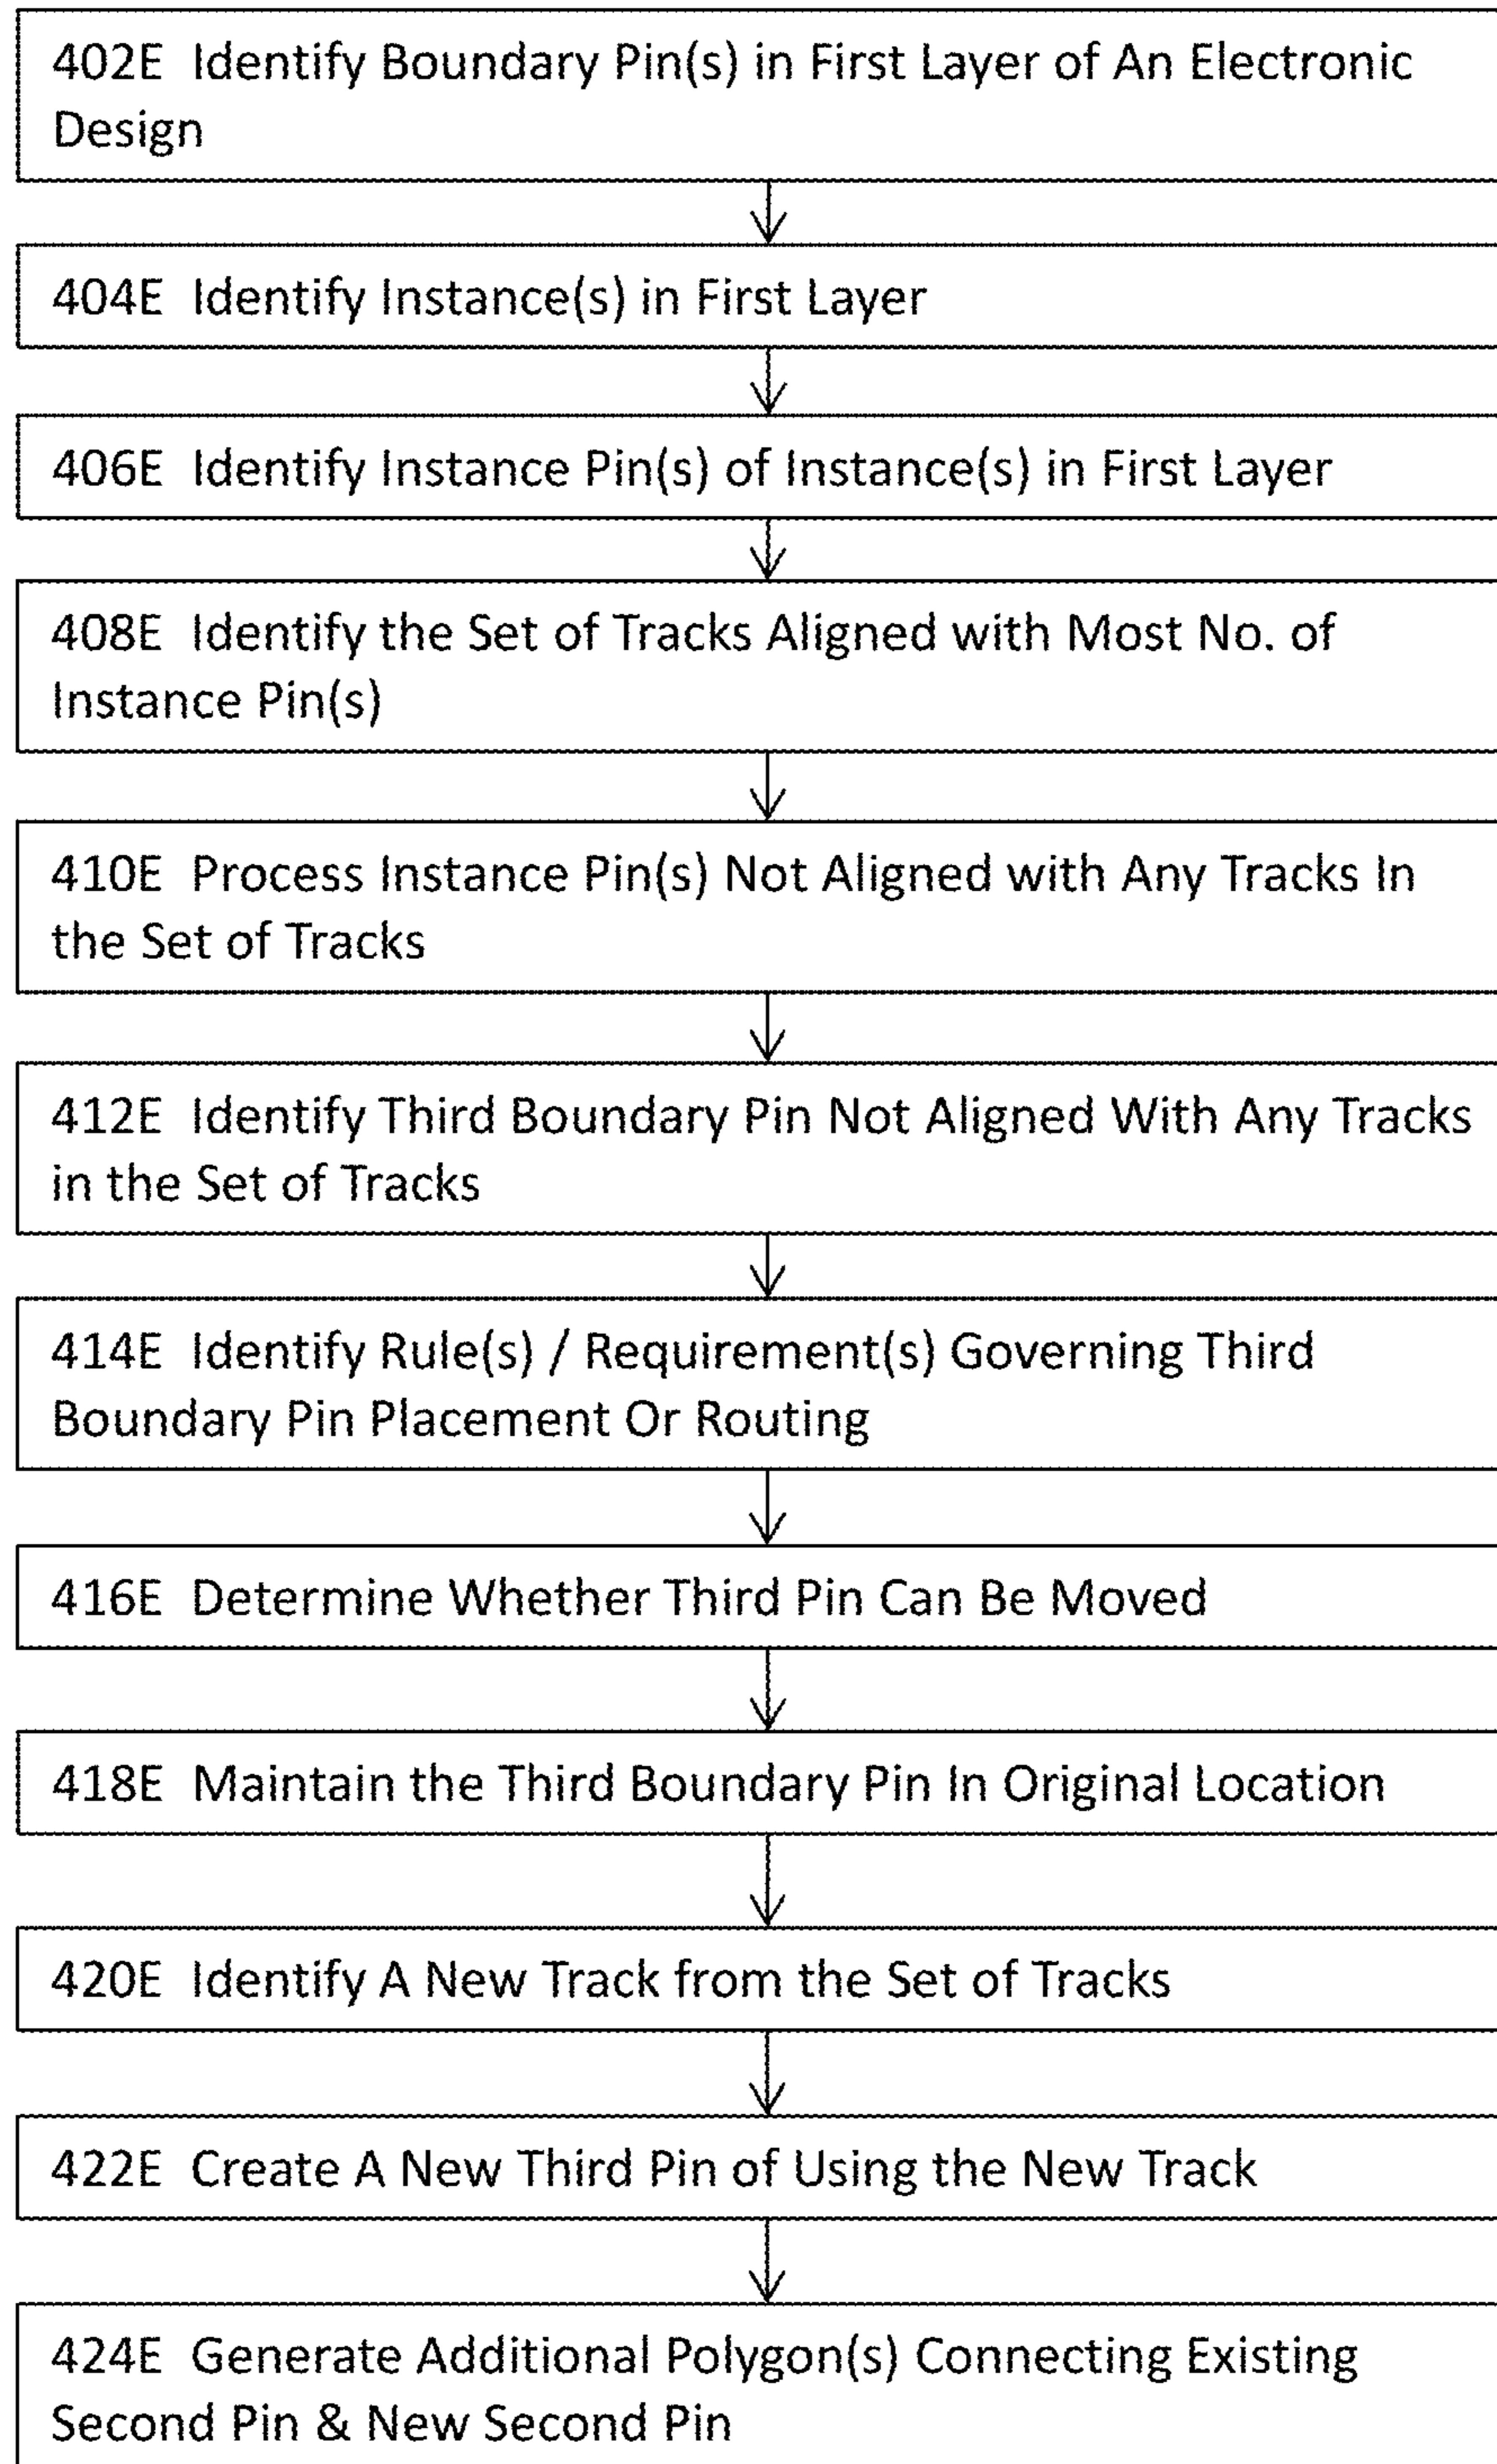 402E Identify Boundary Pin(s) in First Layer of An Electronic
Design
404E Identify Instance(s) in First Layer
406E Identify Instance Pin(s) of Instance(s) in First Layer
408E Identify the Set of Tracks Aligned with Most No. of
Instance Pin(s)
410E Process Instance Pin(s) Not Aligned with Any Tracks In
the Set of Tracks
412E Identify Third Boundary Pin Not Aligned With Any Tracks
in the Set of Tracks
414E Identify Rule(s) / Requirement(s) Governing Third
Boundary Pin Placement Or Routing
416E Determine Whether Third Pin Can Be Moved
418E Maintain the Third Boundary Pin In Original Location
420E Identify A New Track from the Set of Tracks
422E Create A New Third Pin of Using the New Track
424E Generate Additional Polygon(s) Connecting Existing
Second Pin & New Second Pin